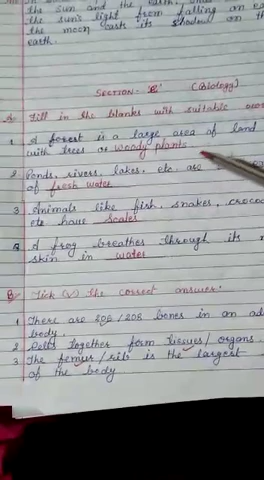 the sun and the earth,
the sun's light from falling on
the moon casts its shadow on
earth.
SECTION - 'B' (Biology)
A: Fill in the blanks with suitable
1 A forest is a large area of land
with trees or woody plants
2 Ponds, rivers, lakes, etc. are
of fresh water
3 Animals like fish, snakes,
etc have scales
4 A frog breathes through its
skin in water
B: Tick (√) the correct answer:
1 There are 206/208 bones in an
body.
2 Cells together form tissues/organs.
3 The femur/rib is the largest
of the body